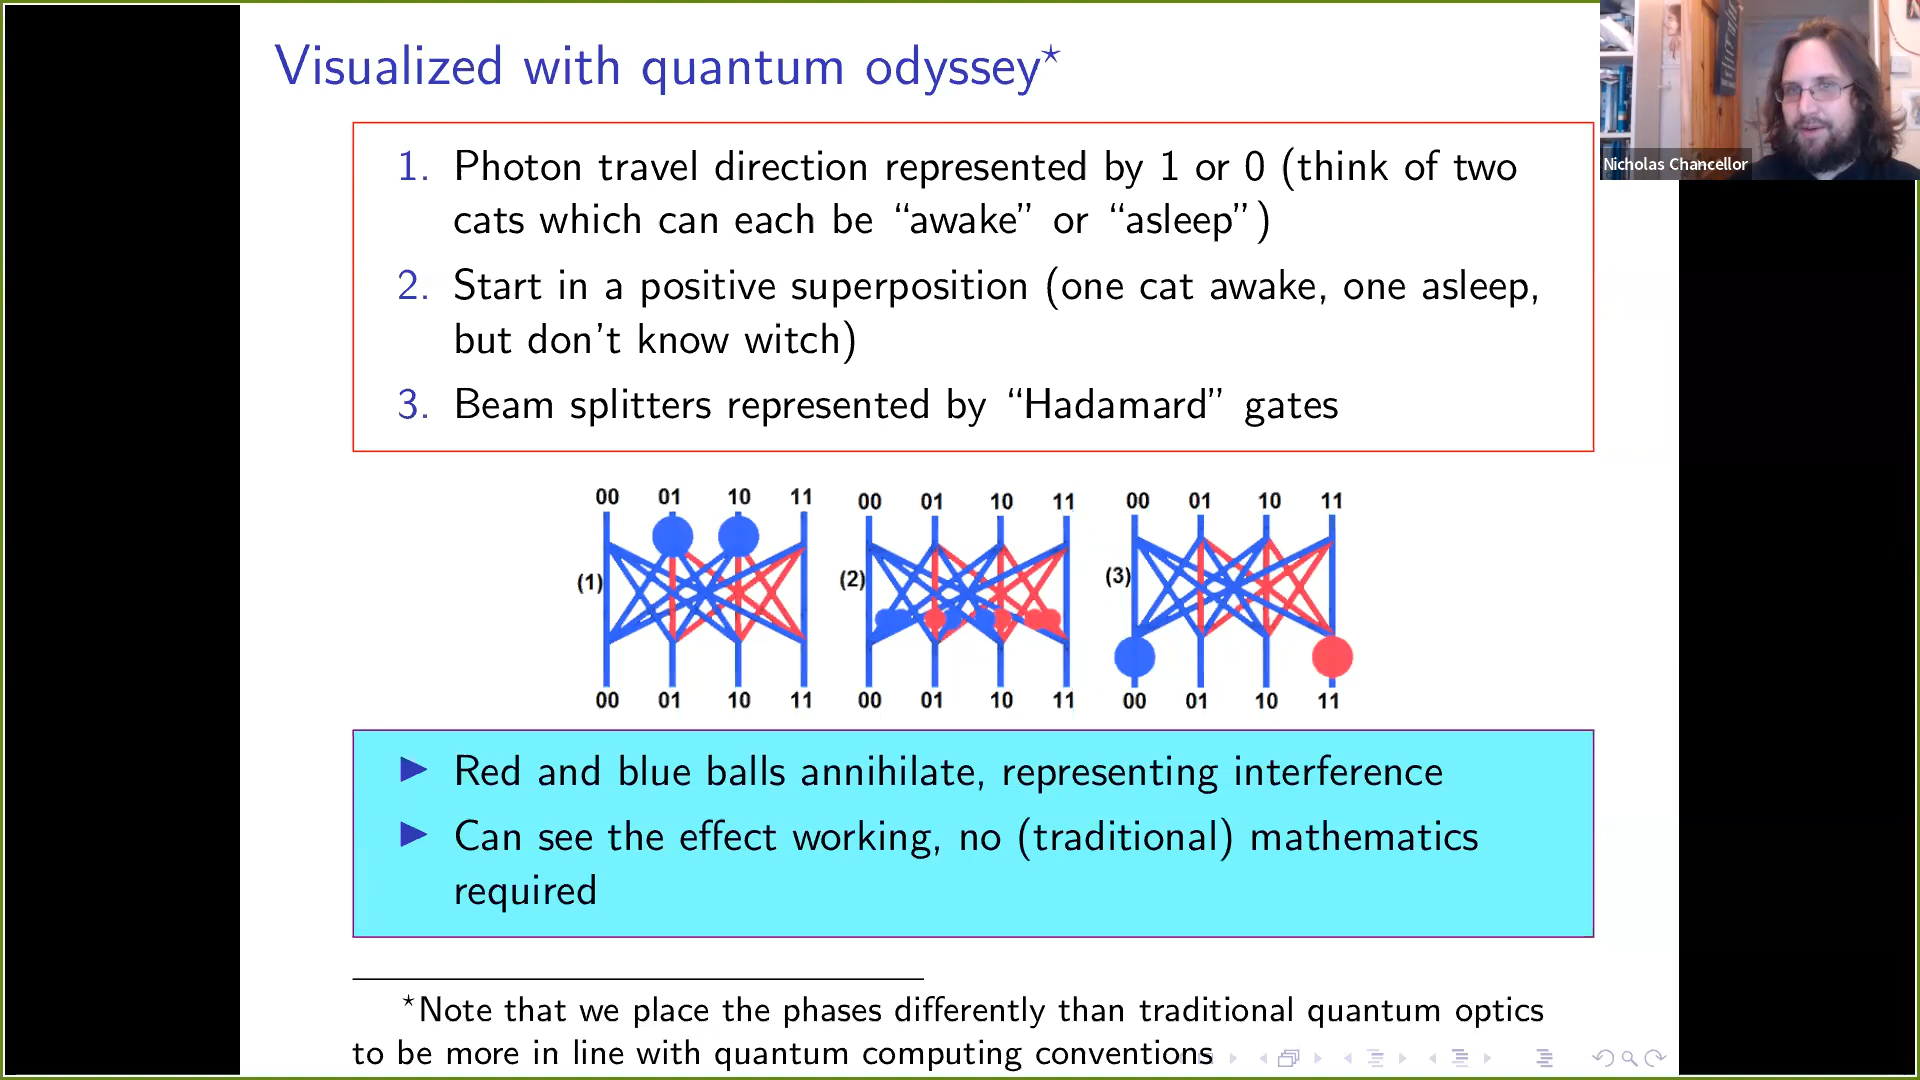 Visualized with quantum odyssey*
Nicholas Chancellor
1. Photon travel direction represented by 1 or 0 (think of two
cats which can each be “awake” or “asleep”)
2. Start in a positive superposition (one cat awake, one asleep,
but don’t know witch)
3. Beam splitters represented by “Hadamard” gates
00 01 10 11
(1)
00 01 10 11
00 01 10 11
(2)
00 01 10 11
00 01 10 11
(3)
00 01 10 11
▶ Red and blue balls annihilate, representing interference
▶ Can see the effect working, no (traditional) mathematics
required
*Note that we place the phases differently than traditional quantum optics
to be more in line with quantum computing conventions